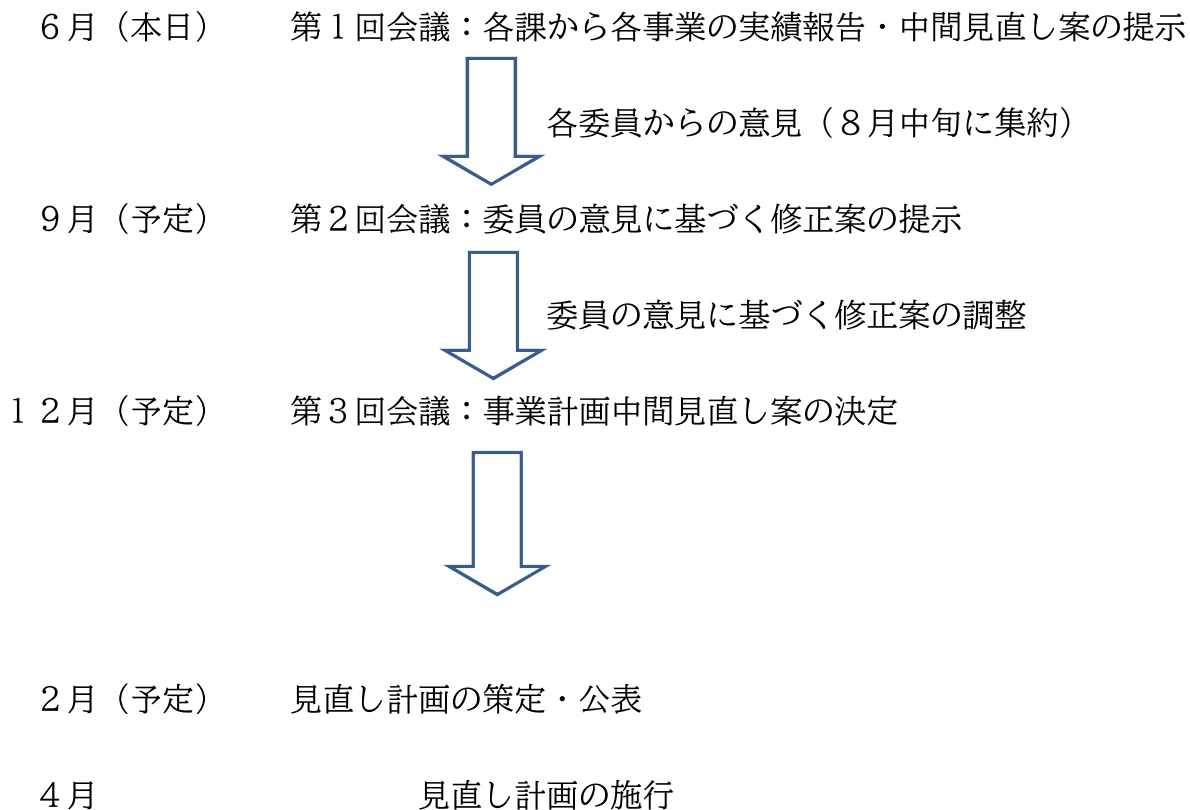 ６月（本日）　　第１回会議：各課から各事業の実績報告・中間見直し案の提示
各委員からの意見（８月中旬に集約）
９月（予定）　　第２回会議：委員の意見に基づく修正案の提示
委員の意見に基づく修正案の調整
１２月（予定）　　第３回会議：事業計画中間見直し案の決定
２月（予定）　　見直し計画の策定・公表
４月　　　　　　　　　　見直し計画の施行